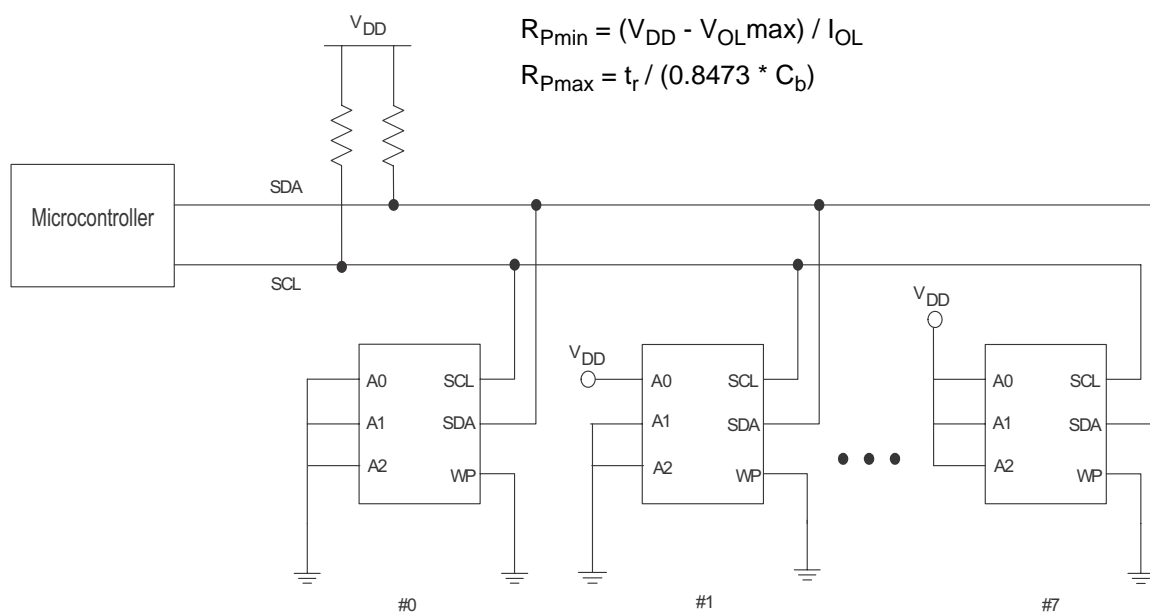 VDD
RPmin = (VDD - VOLmax) / IOL
RPmax = tr / (0.8473 * Cb)
Microcontroller
SDA
SCL
VDD
VDD
A0
SCL
A1
SDA
A2
WP
A0
SCL
A1
SDA
A2
WP
A0
SCL
A1
SDA
A2
WP
#0
#1
#7